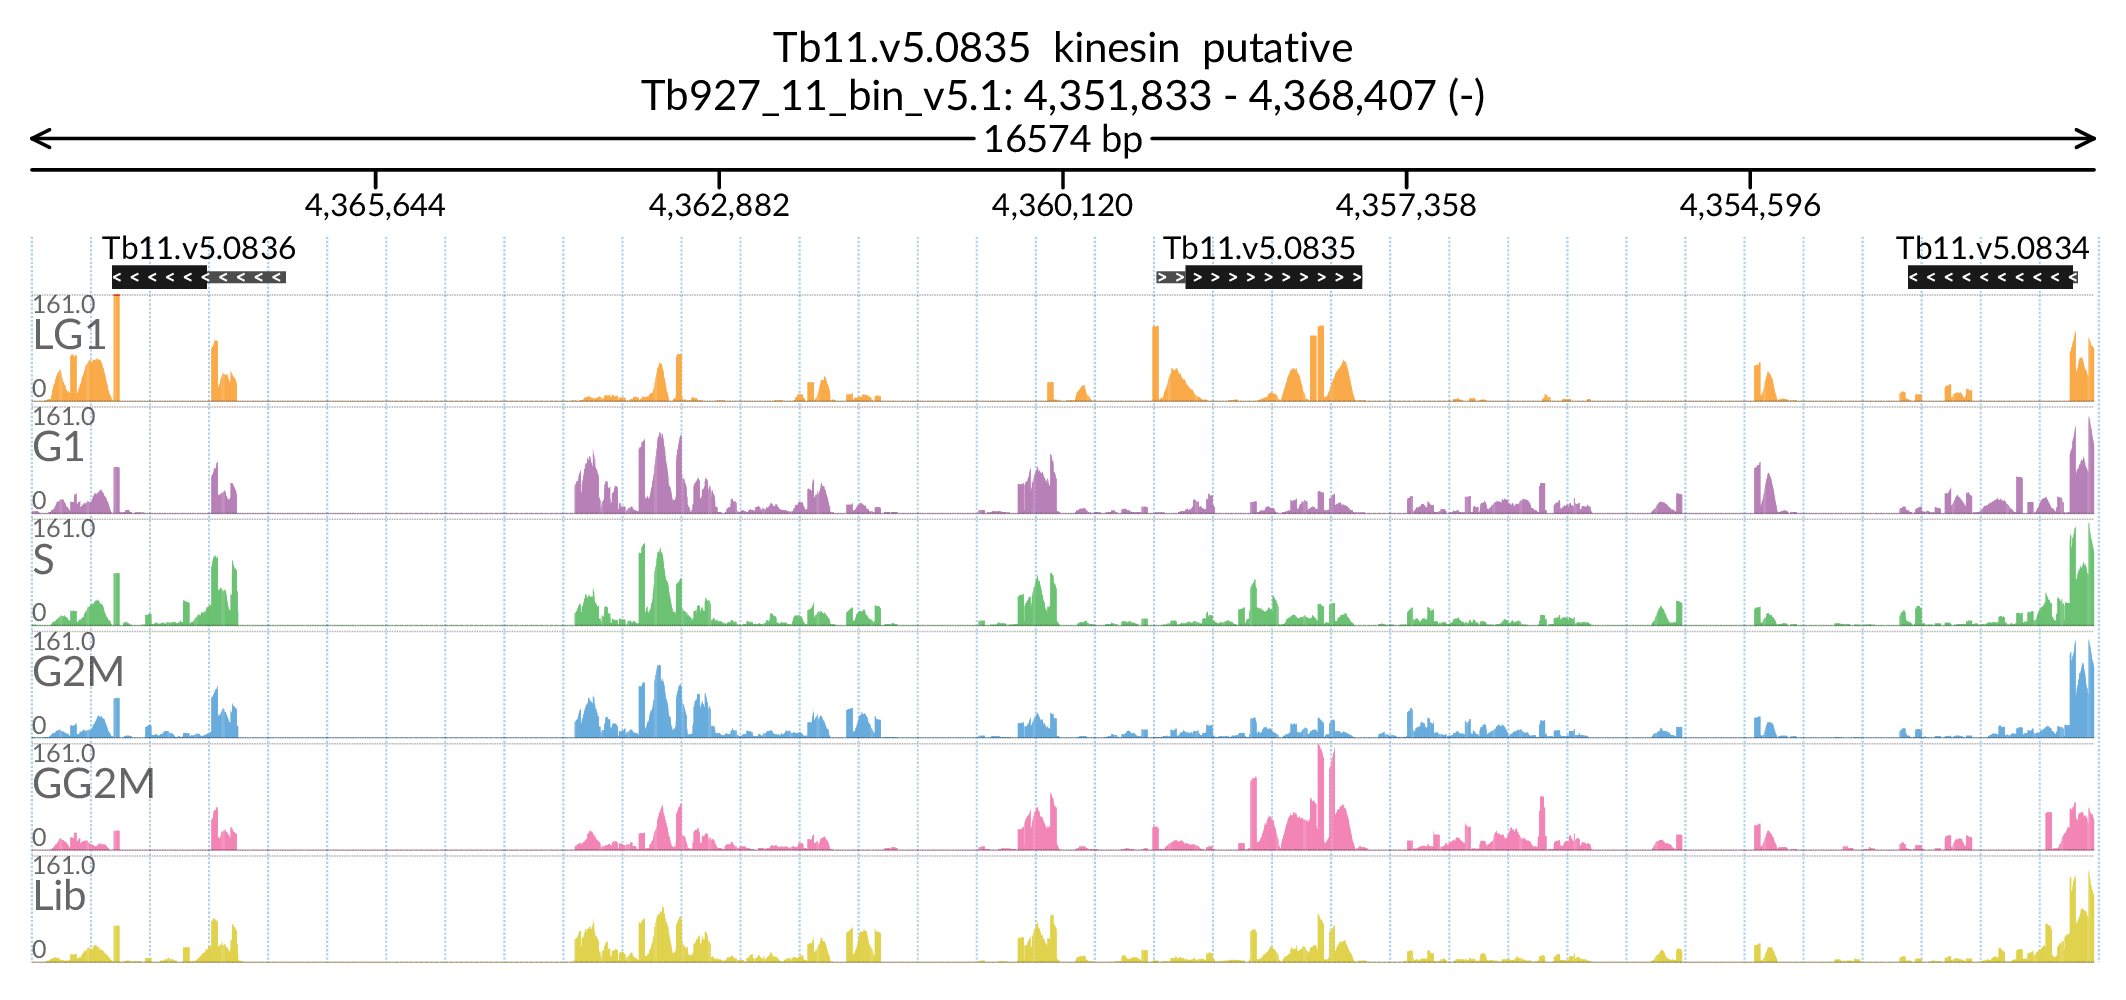 Tb11.v5.0835 kinesin putative
Tb927_11_bin_v5.1: 4,351,833 - 4,368,407 (-)
16574 bp
4,365,644 4,362,882 4,360,120 4,357,358 4,354,596
Tb11.v5.0836 Tb11.v5.0835 Tb11.v5.0834
161.0
LG1
0
161.0
G1
0
161.0
S
0
161.0
G2M
0
161.0
GG2M
0
161.0
Lib
0